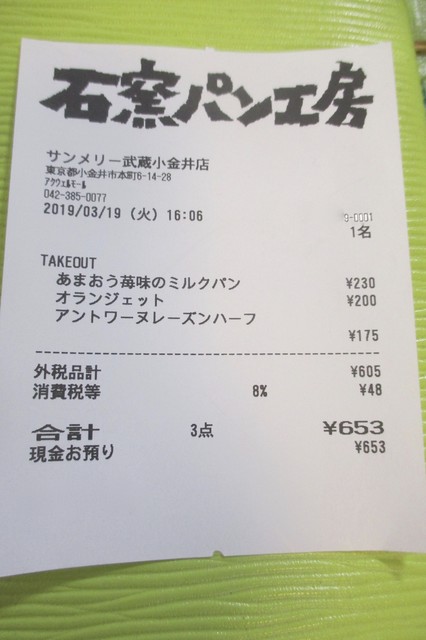 石窯パン工房
サンメリー武蔵小金井店
東京都小金井市本町6-14-28
アクウェルモール
042-385-0077
2019/03/19 (火) 16:06
9-0001
1名
TAKEOUT
あまおう苺味のミルクパン ¥230
オランジェット ¥200
アントワーヌレーズンハーフ
¥175
外税品計 ¥605
消費税等 8% ¥48
合計 3点 ¥653
現金お預り ¥653